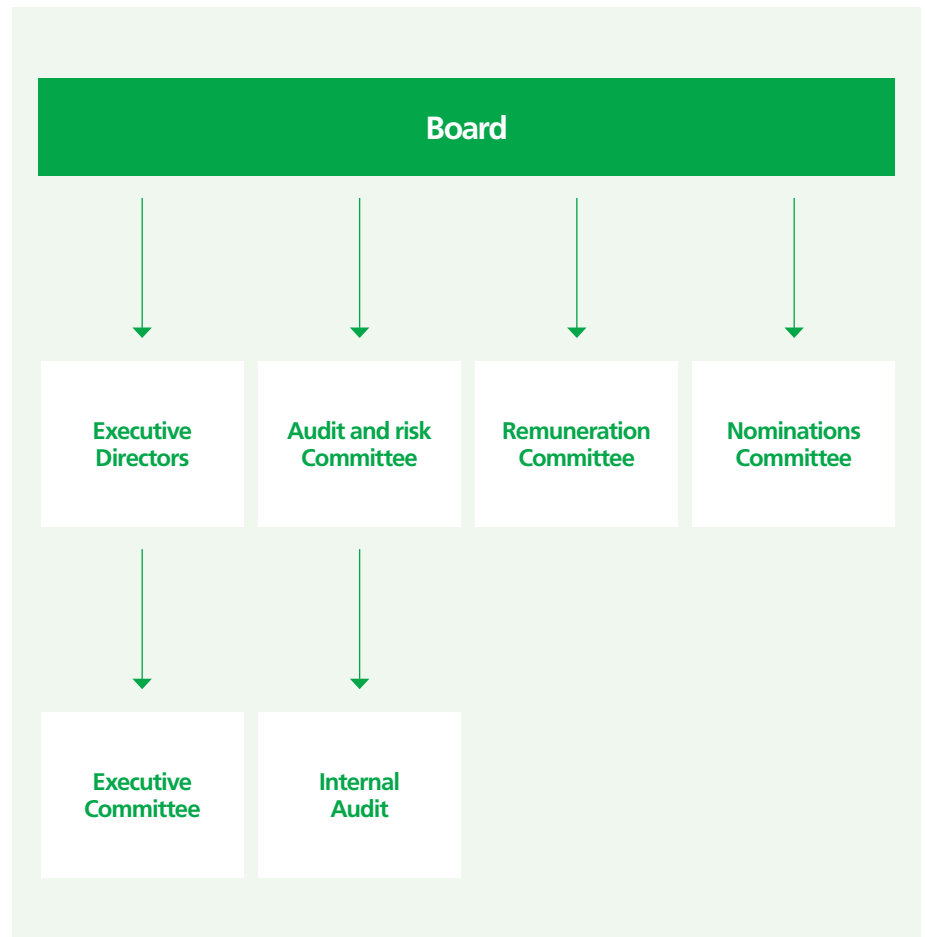 Board
Executive
Directors
Audit and risk
Committee
Remuneration
Committee
Nominations
Committee
Executive
Committee
Internal
Audit